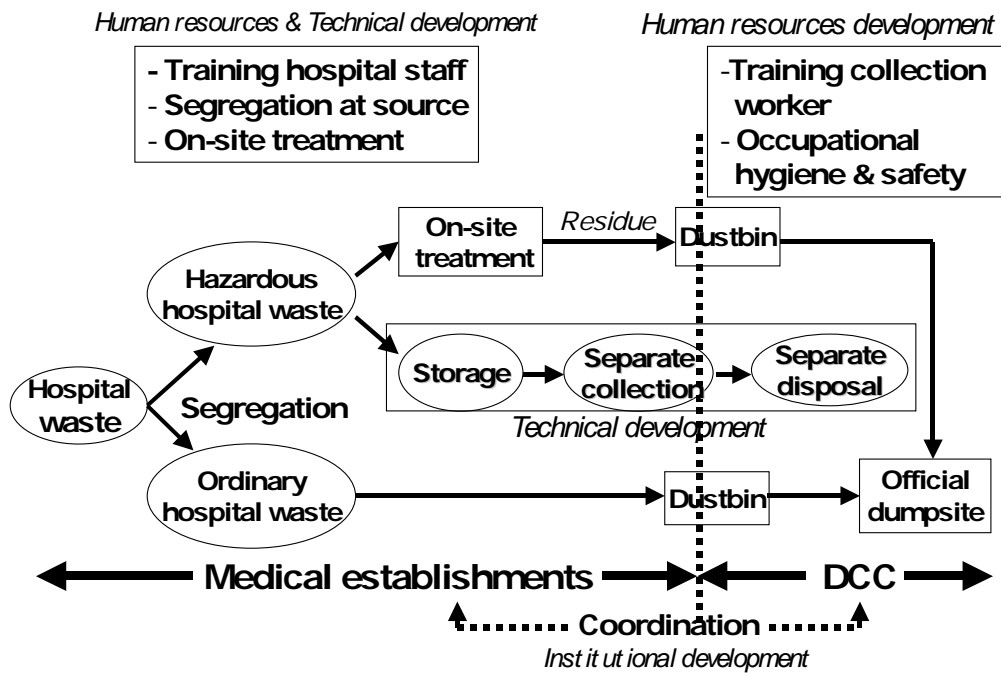 Human resources & Technical development
- Training hospital staff
- Segregation at source
- On-site treatment
Human resources development
-Training collection
worker
- Occupational
hygiene & safety
On-site
treatment
Residue
Dustbin
Hazardous
hospital waste
Storage
Separate
collection
Separate
disposal
Technical development
Hospital
waste
Segregation
Ordinary
hospital waste
Dustbin
Official
dumpsite
Medical establishments
DCC
Coordination
Inst it ut ional development